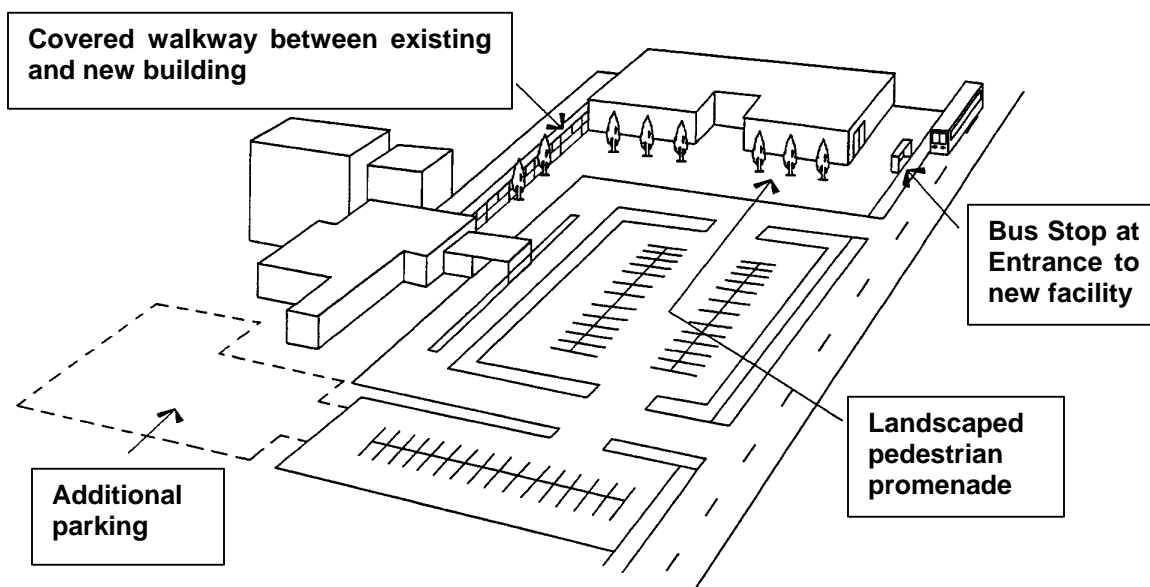 Covered walkway between existing
and new building
Bus Stop at
Entrance to
new facility
Landscaped
pedestrian
promenade
Additional
parking